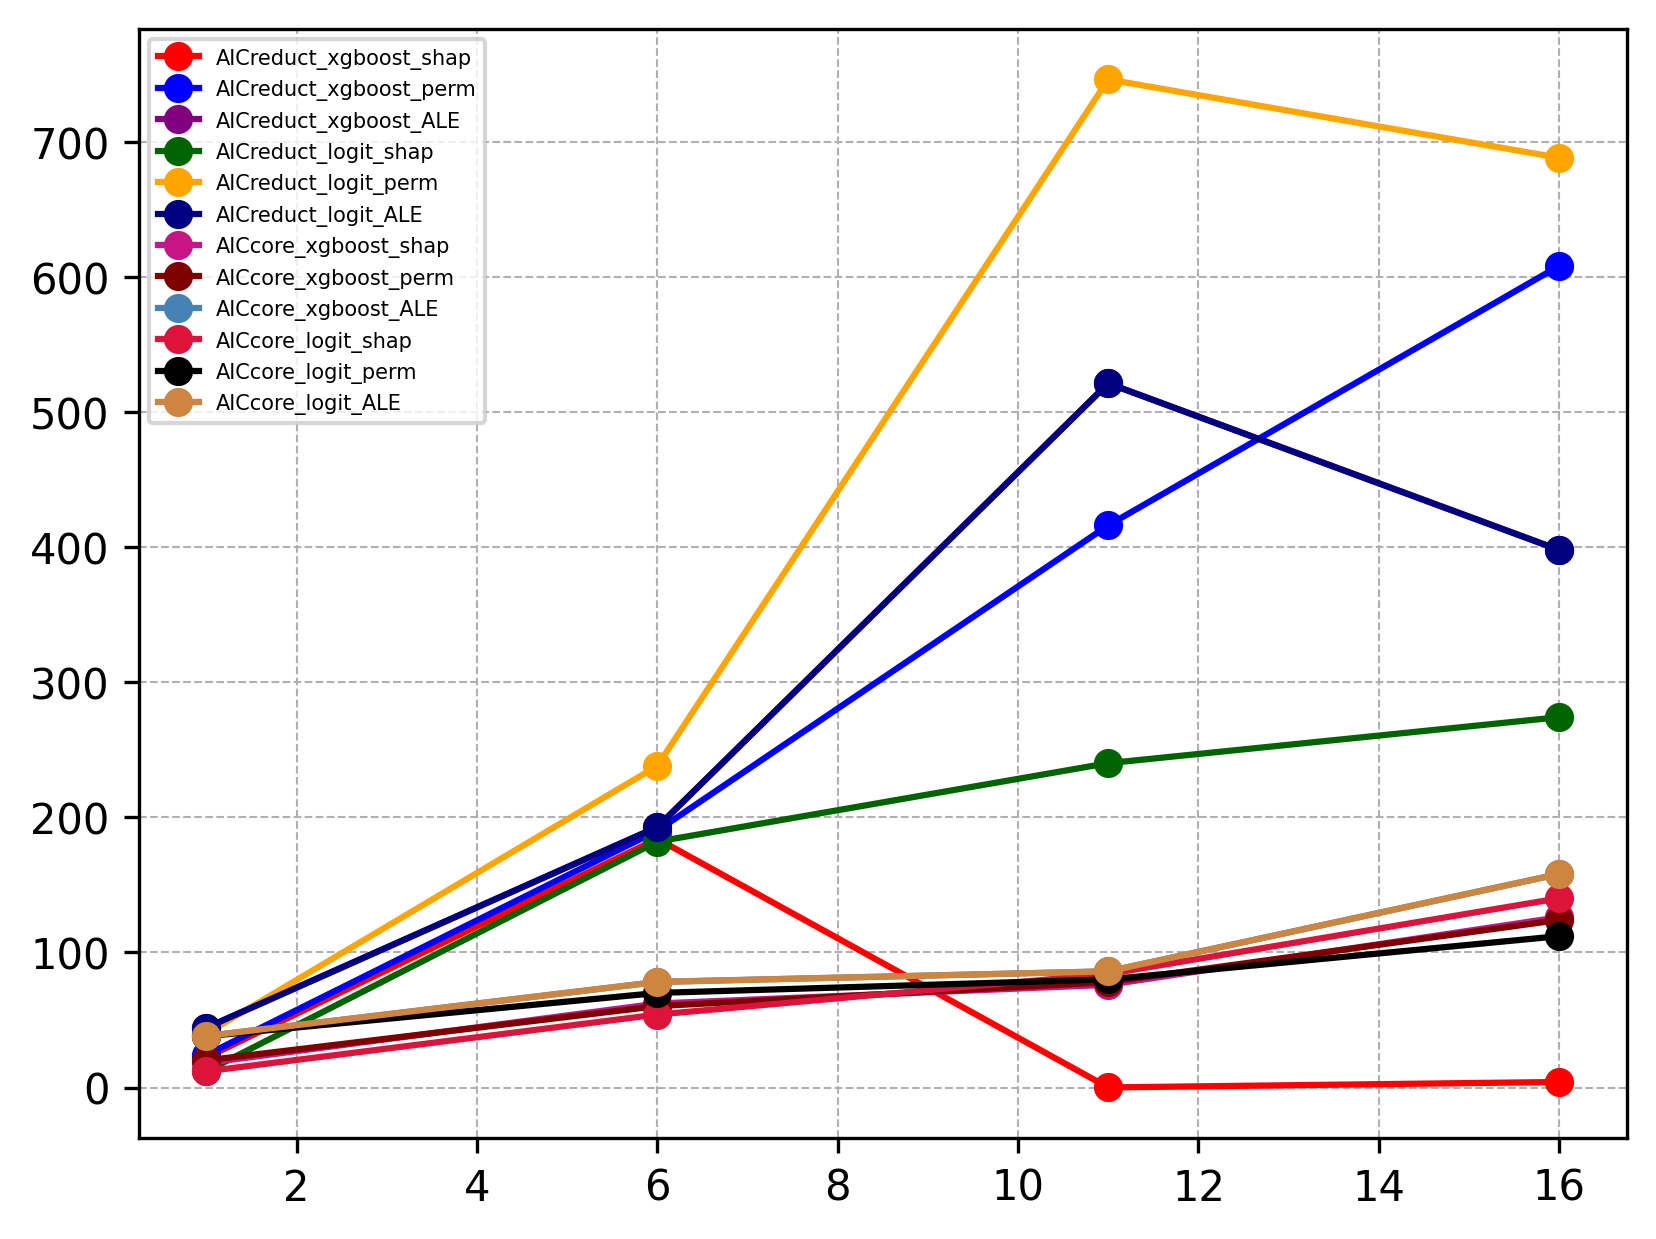 AICreduct_xgboost_shap
AICreduct_xgboost_perm
AICreduct_xgboost_ALE
AICreduct_logit_shap
AICreduct_logit_perm
AICreduct_logit_ALE
AICcore_xgboost_shap
AICcore_xgboost_perm
AICcore_xgboost_ALE
AICcore_logit_shap
AICcore_logit_perm
AICcore_logit_ALE
700
600
500
400
300
200
100
0
2 4 6 8 10 12 14 16